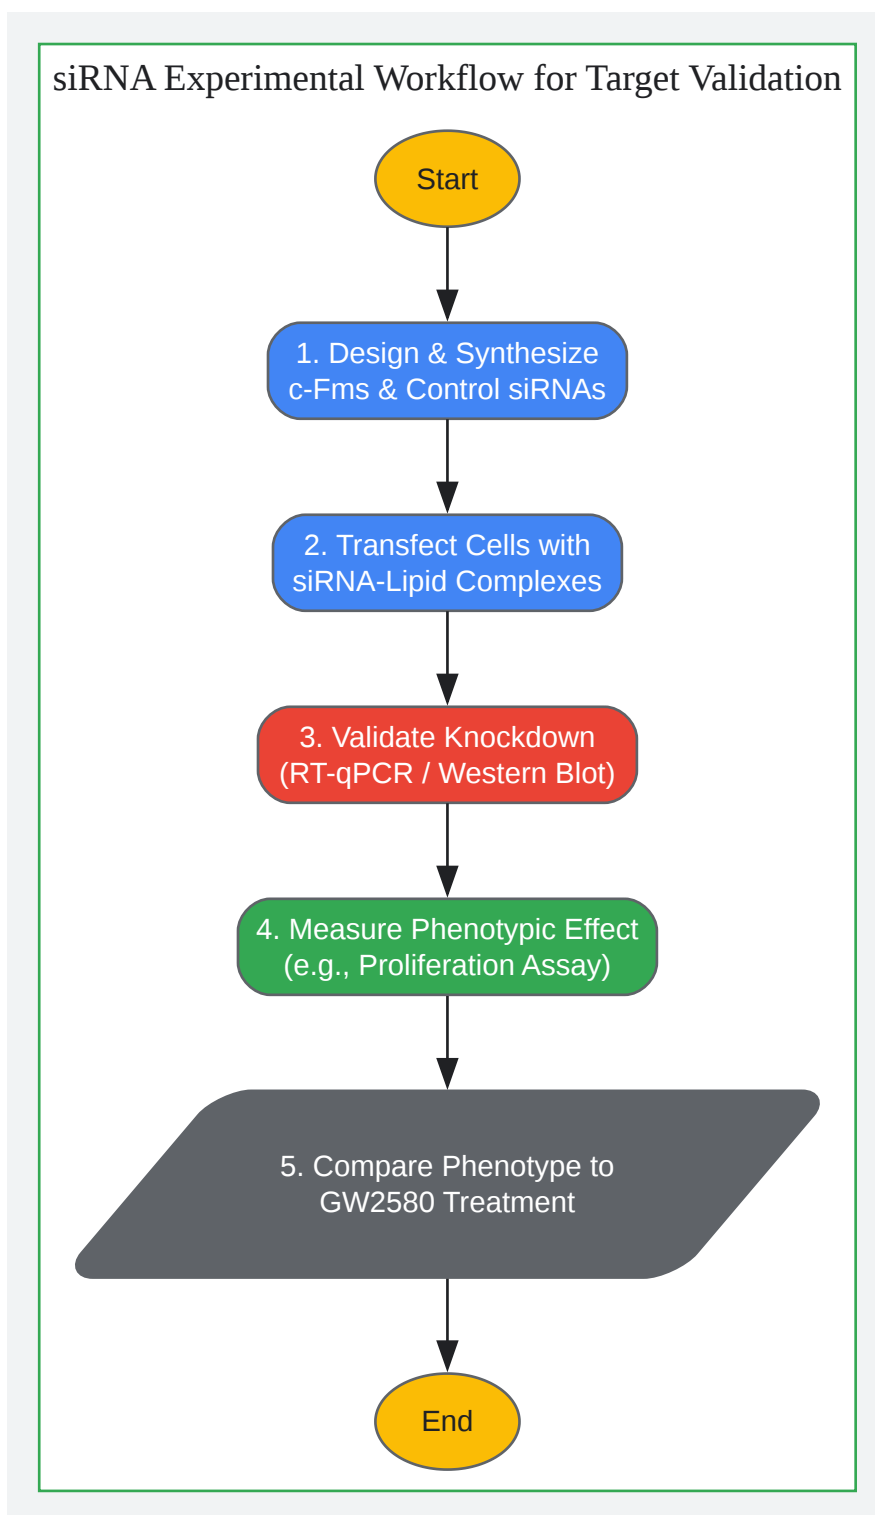 siRNA Experimental Workflow for Target Validation
Start
1. Design & Synthesize
c-Fms & Control siRNAs
2. Transfect Cells with
siRNA-Lipid Complexes
3. Validate Knockdown
(RT-qPCR / Western Blot)
4. Measure Phenotypic Effect
(e.g., Proliferation Assay)
5. Compare Phenotype to
GW2580 Treatment
End